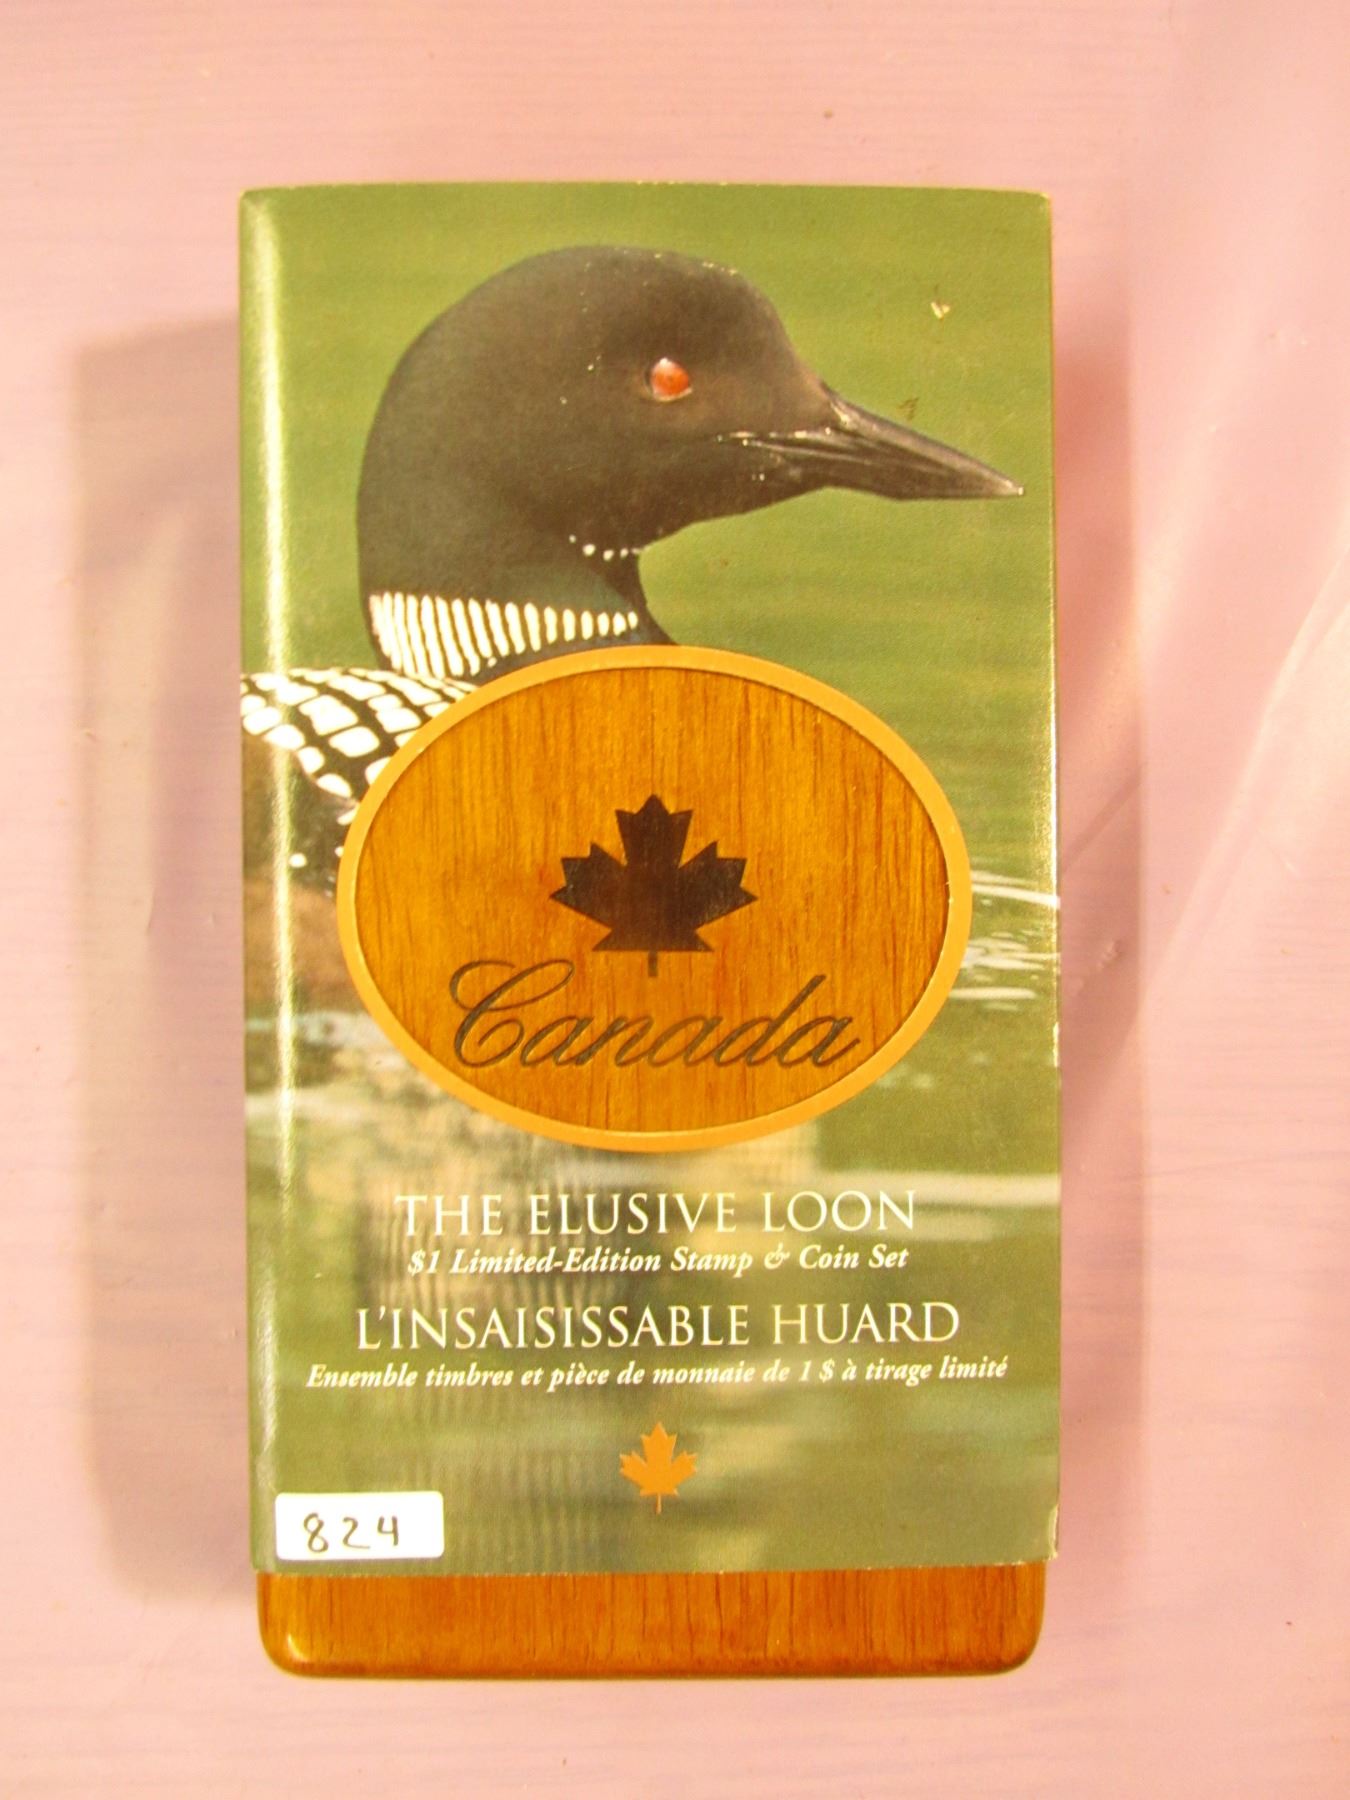 Canada
THE ELUSIVE LOON
$1 Limited-Edition Stamp & Coin Set
L'INSAISISSABLE HUARD
Ensemble timbres et pièce de monnaie de 1 $ à tirage limité
824